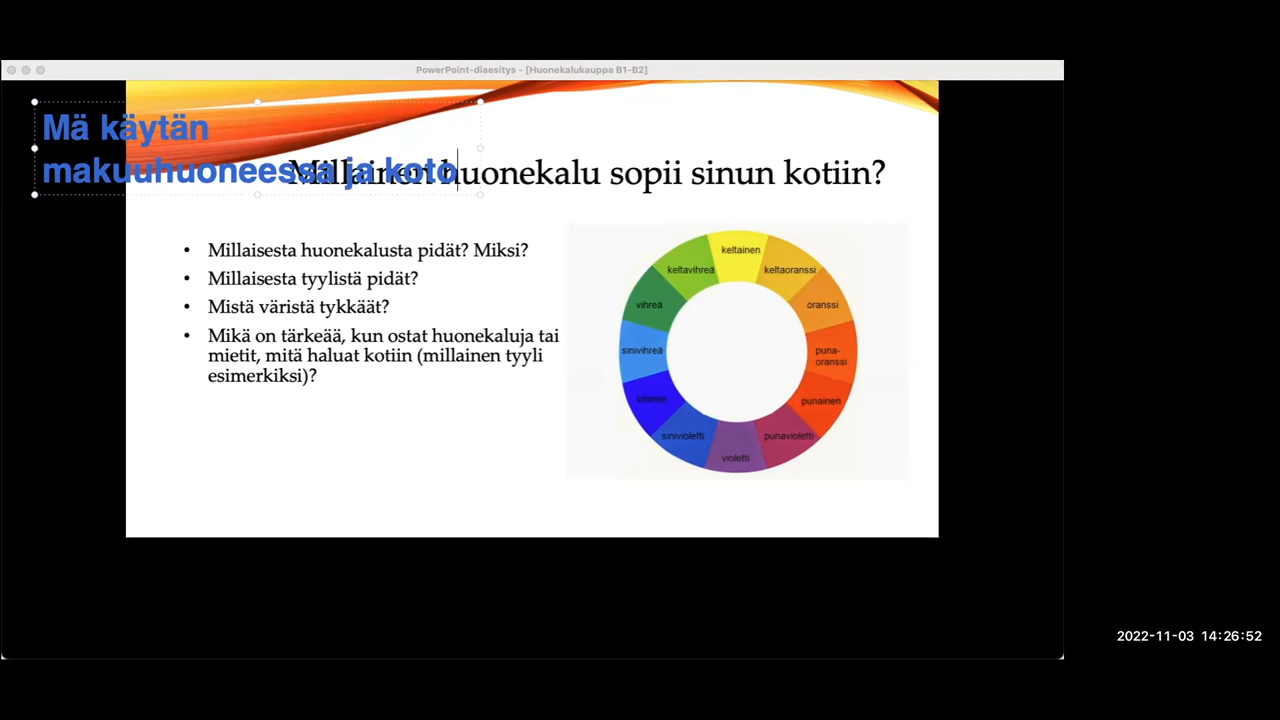 PowerPoint-diaesitys - [Huonekalukauppa B1-B2]
Mä käytän
makuuhuoneessa ja koto
Millainen huonekalu sopii sinun kotiin?
• Millaisesta huonekalusta pidät? Miksi?
• Millaisesta tyylistä pidät?
• Mistä väristä tykkäät?
• Mikä on tärkeää, kun ostat huonekaluja tai
mietit, mitä haluat kotiin (millainen tyyli
esimerkiksi)?
keltainen
keltaoranssi
oranssi
puna-
oranssi
punainen
punavioletti
violetti
sinivioletti
sininen
sinivihreä
vihreä
keltavihreä
2022-11-03 14:26:52